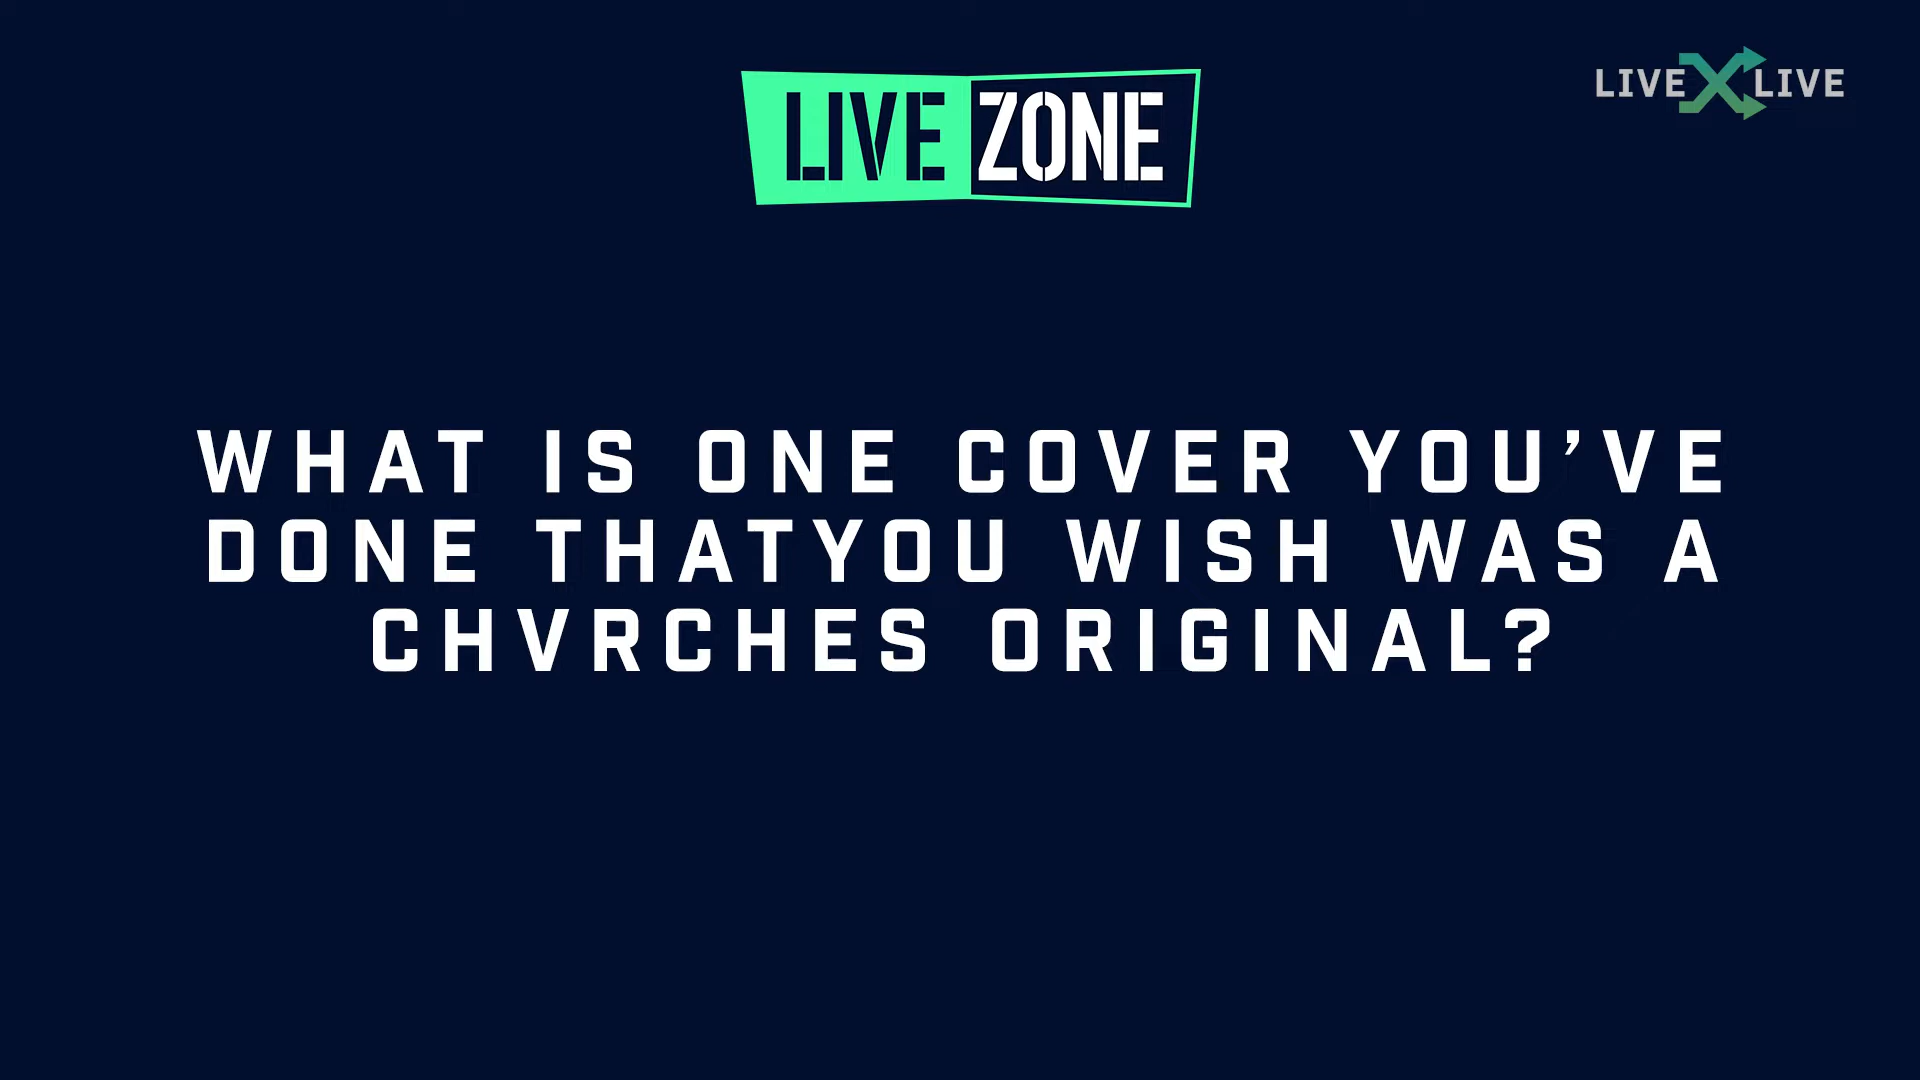 LIVE ZONE
LIVE X LIVE
WHAT IS ONE COVER YOU’VE
DONE THATYOU WISH WAS A
CHVRCHES ORIGINAL?